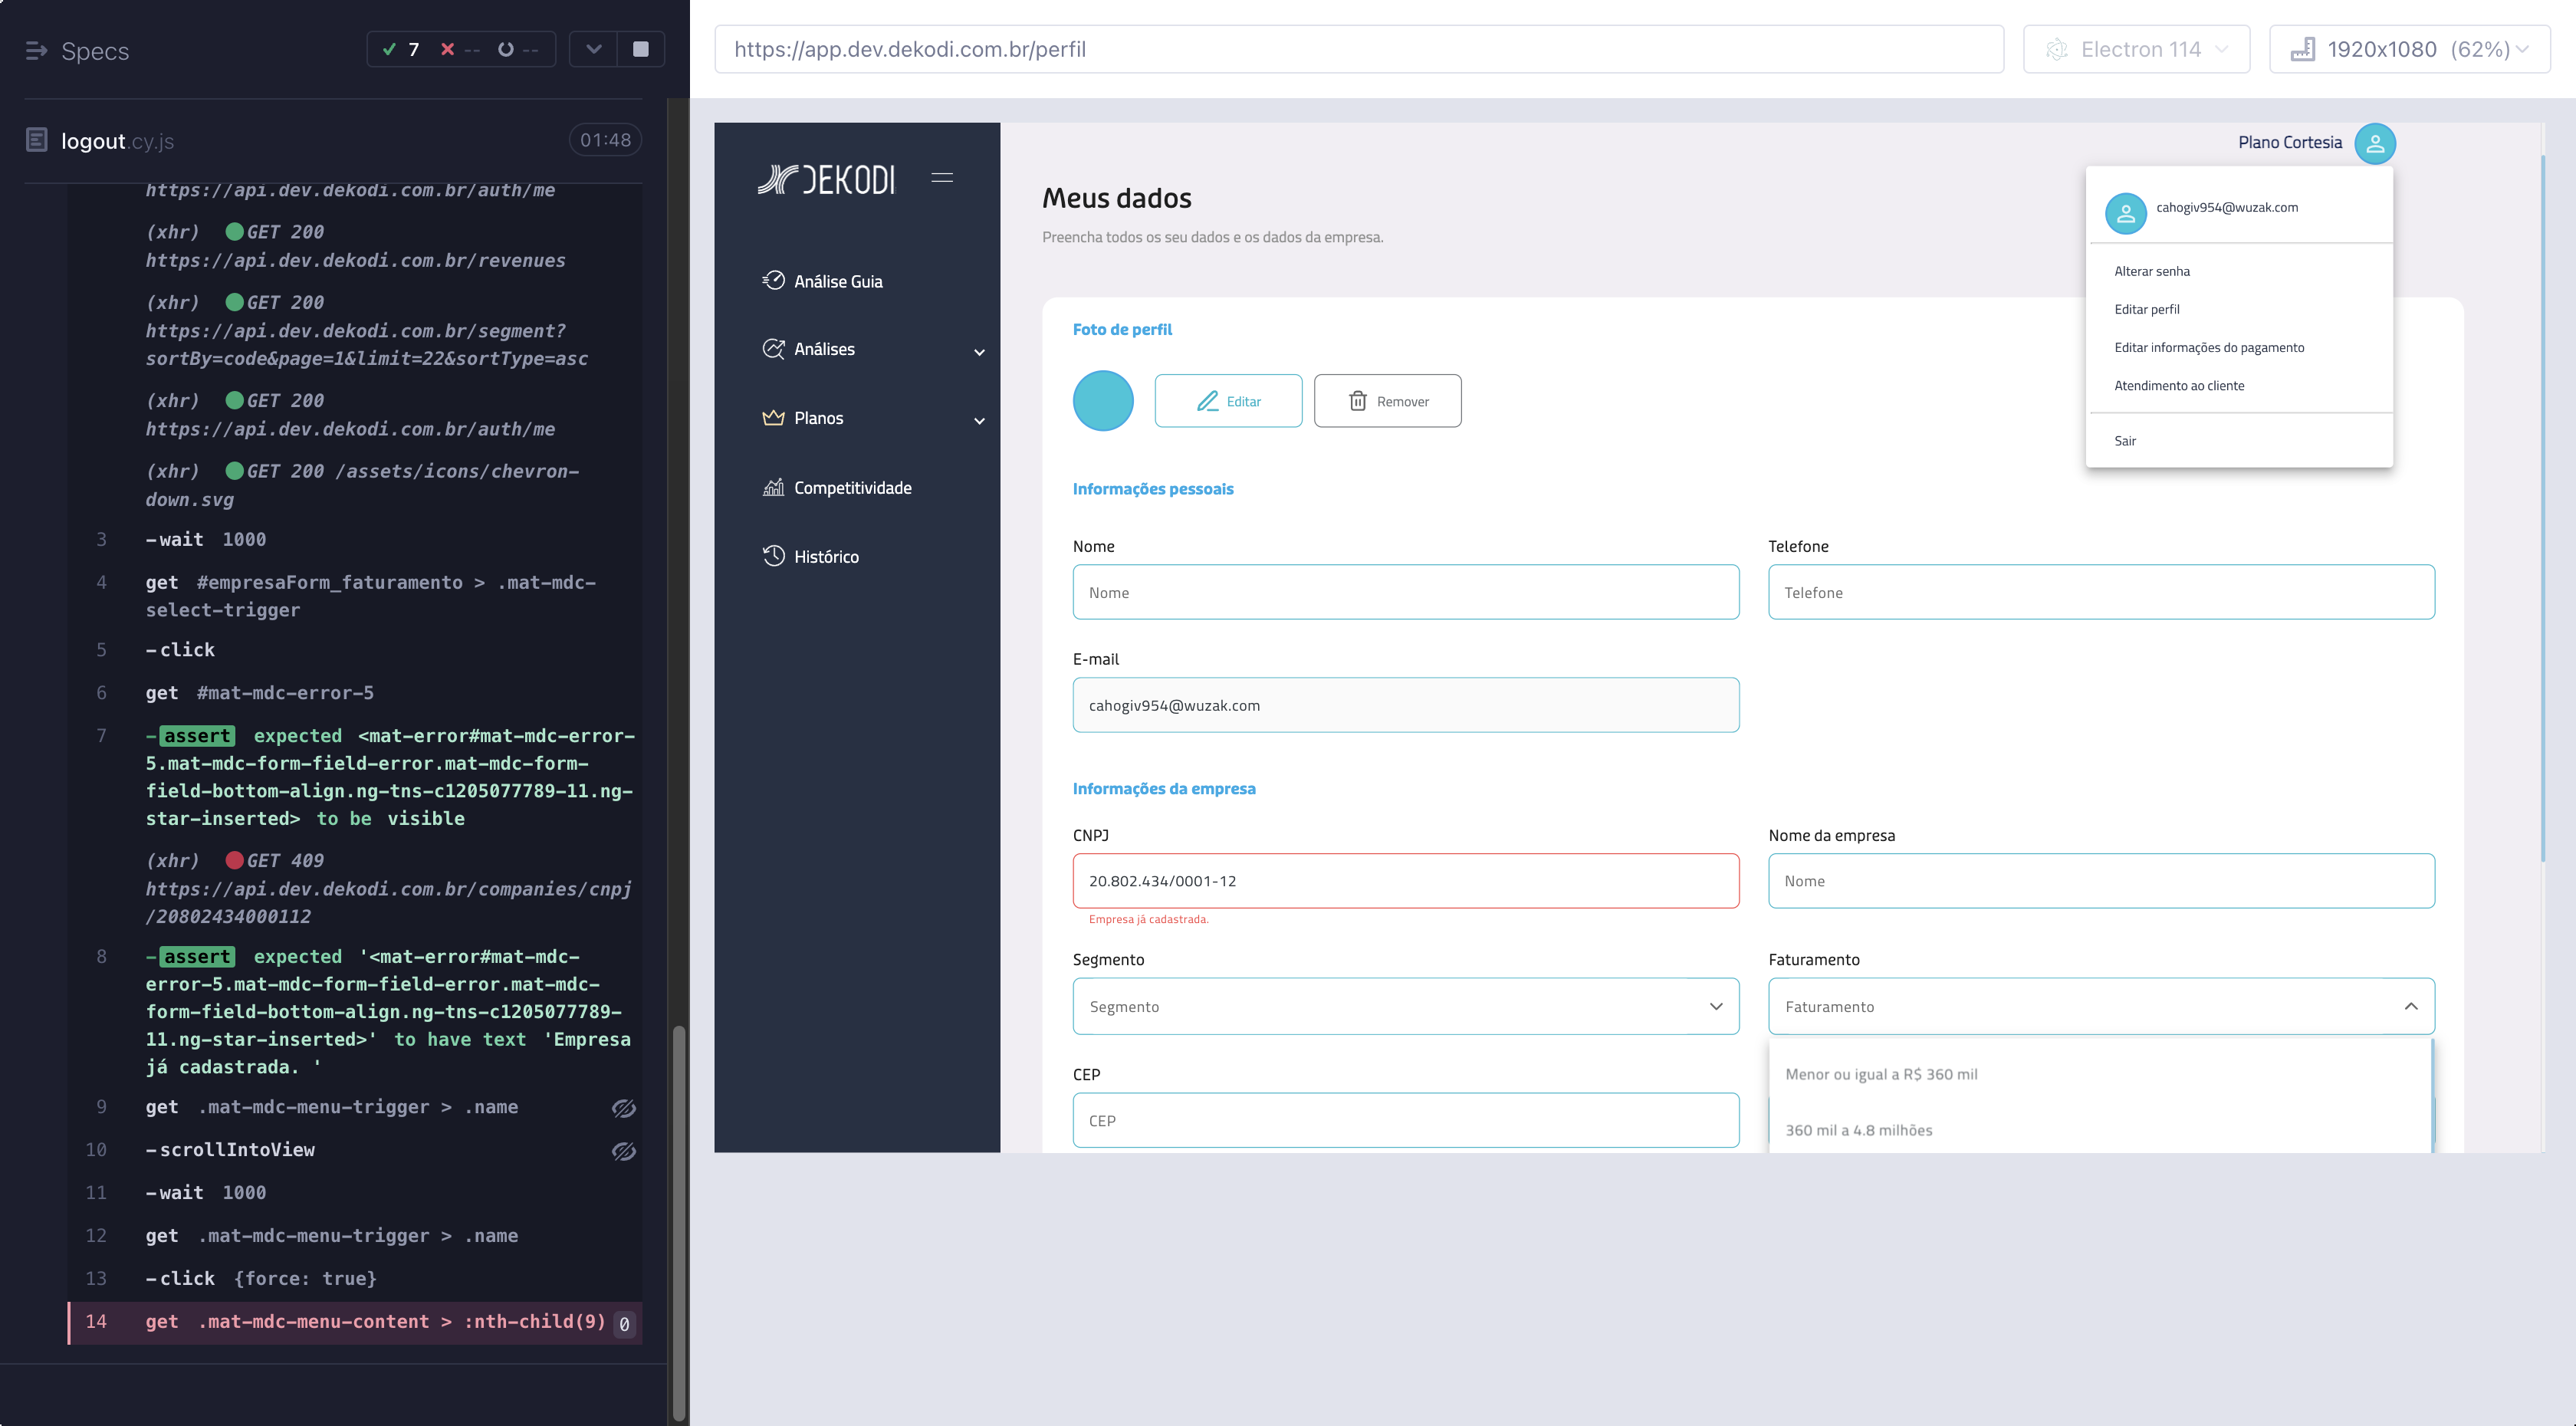 Specs
7
--
--
logout.cy.js
01:48
https://api.dev.dekodi.com.br/auth/me
(xhr) GET 200
https://api.dev.dekodi.com.br/revenues
(xhr) GET 200
https://api.dev.dekodi.com.br/segment?
sortBy=code&page=1&limit=22&sortType=asc
(xhr) GET 200
https://api.dev.dekodi.com.br/auth/me
(xhr) GET 200 /assets/icons/chevron-
down.svg
3 -wait 1000
4 get #empresaForm_faturamento > .mat-mdc-
select-trigger
5 -click
6 get #mat-mdc-error-5
7 -assert expected <mat-error#mat-mdc-error-
5.mat-mdc-form-field-error.mat-mdc-form-
field-bottom-align.ng-tns-c1205077789-11.ng-
star-inserted> to be visible
(xhr) GET 409
https://api.dev.dekodi.com.br/companies/cnpj
/20802434000112
8 -assert expected '<mat-error#mat-mdc-
error-5.mat-mdc-form-field-error.mat-mdc-
form-field-bottom-align.ng-tns-c1205077789-
11.ng-star-inserted>' to have text 'Empresa
já cadastrada. '
9 get .mat-mdc-menu-trigger > .name
10 -scrollIntoView
11 -wait 1000
12 get .mat-mdc-menu-trigger > .name
13 -click {force: true}
14 get .mat-mdc-menu-content > :nth-child(9) 0
https://app.dev.dekodi.com.br/perfil
Electron 114
1920x1080 (62%)
DEKODI
Análise Guia
Análises
Planos
Competitividade
Histórico
Plano Cortesia
cahogiv954@wuzak.com
Alterar senha
Editar perfil
Editar informações do pagamento
Atendimento ao cliente
Sair
Meus dados
Preencha todos os seu dados e os dados da empresa.
Foto de perfil
Editar
Remover
Informações pessoais
Nome
Nome
Telefone
Telefone
E-mail
cahogiv954@wuzak.com
Informações da empresa
CNPJ
20.802.434/0001-12
Empresa já cadastrada.
Nome da empresa
Nome
Segmento
Segmento
Faturamento
Faturamento
Menor ou igual a R$ 360 mil
360 mil a 4.8 milhões
CEP
CEP